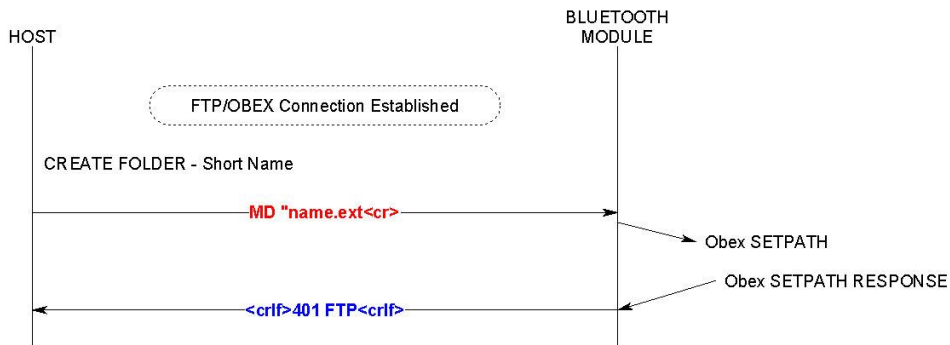 BLUETOOTH
HOST
MODULE
FTP/OBEX Connection Established
CREATE FOLDER - Short Name
MD "name.ext<cr>
Obex SETPATH
Obex SETPATH RESPONSE
<crlf>401 FTP<crlf>